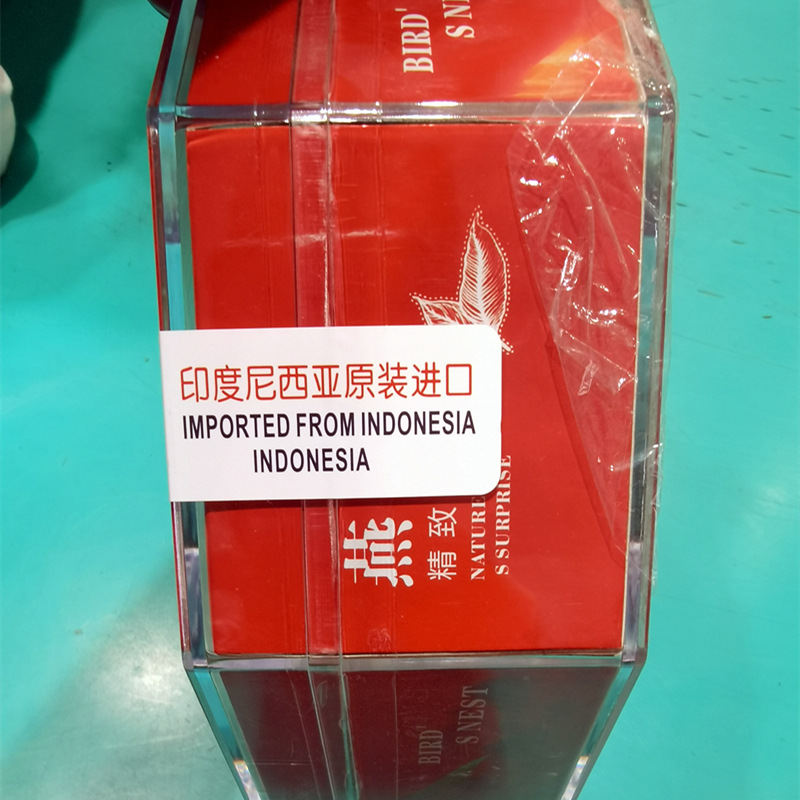 BIRD'
S NE
印度尼西亚原装进口
IMPORTED FROM INDONESIA
INDONESIA
燕
精致
NATURE
S SURPRISE
BIRD'
S NEST